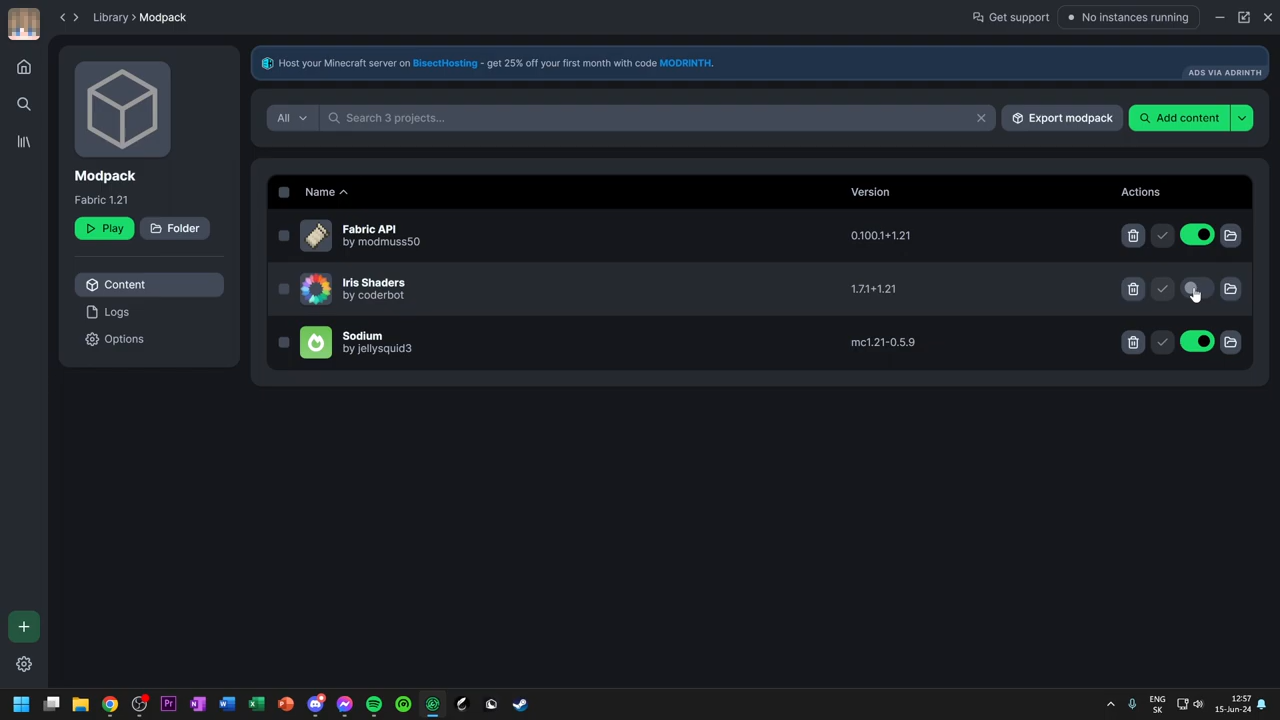 Library > Modpack
Get support
No instances running
Host your Minecraft server on BisectHosting - get 25% off your first month with code MODRINTH.
ADS VIA ADRINTH
All
Search 3 projects...
Export modpack
Add content
Modpack
Fabric 1.21
Play
Folder
Content
Logs
Options
Name
Version
Actions
Fabric API
by modmuss50
0.100.1+1.21
Iris Shaders
by coderbot
1.7.1+1.21
Sodium
by jellysquid3
mc1.21-0.5.9
Pr
ENG
SK
12:57
15-Jun-24